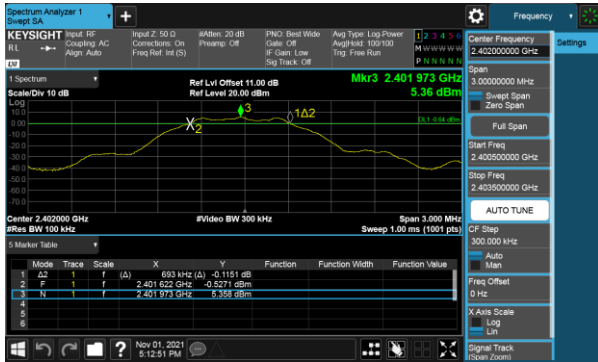 Spectrum Analyzer 1
Swept SA
Frequency
KEYSIGHT
RL
Input: RF
Coupling: AC
Align: Auto
Input Z: 50 Ω
Corrections: On
Freq Ref: Int (S)
#Atten: 20 dB
Preamp: Off
PNO: Best Wide
Gate: Off
IF Gain: Low
Sig Track: Off
Avg Type: Log-Power
Avg|Hold: 100/100
Trig: Free Run
1 2 3 4 5 6
M W W W W W
P N N N N N
1 Spectrum
Scale/Div 10 dB
Ref Lvl Offset 11.00 dB
Ref Level 20.00 dBm
Mkr3 2.401 973 GHz
5.36 dBm
Log
10.0
0.00
-10.0
-20.0
-30.0
-40.0
-50.0
-60.0
-70.0
2
3
1Δ2
DL1 -0.64 dBm
Center 2.402000 GHz
#Video BW 300 kHz
Span 3.000 MHz
#Res BW 100 kHz
Sweep 1.00 ms (1001 pts)
5 Marker Table
Mode Trace Scale X Y Function Function Width Function Value
1 Δ2 1 f (Δ) 693 kHz (Δ) -0.1151 dB
2 F 1 f 2.401 622 GHz -0.5271 dBm
3 N 1 f 2.401 973 GHz 5.358 dBm
4
5
6
Nov 01, 2021
5:12:51 PM
Center Frequency
2.402000000 GHz
Settings
Span
3.00000000 MHz
Swept Span
Zero Span
Full Span
Start Freq
2.400500000 GHz
Stop Freq
2.403500000 GHz
AUTO TUNE
CF Step
300.000 kHz
Auto
Man
Freq Offset
0 Hz
X Axis Scale
Log
Lin
Signal Track
(Span Zoom)